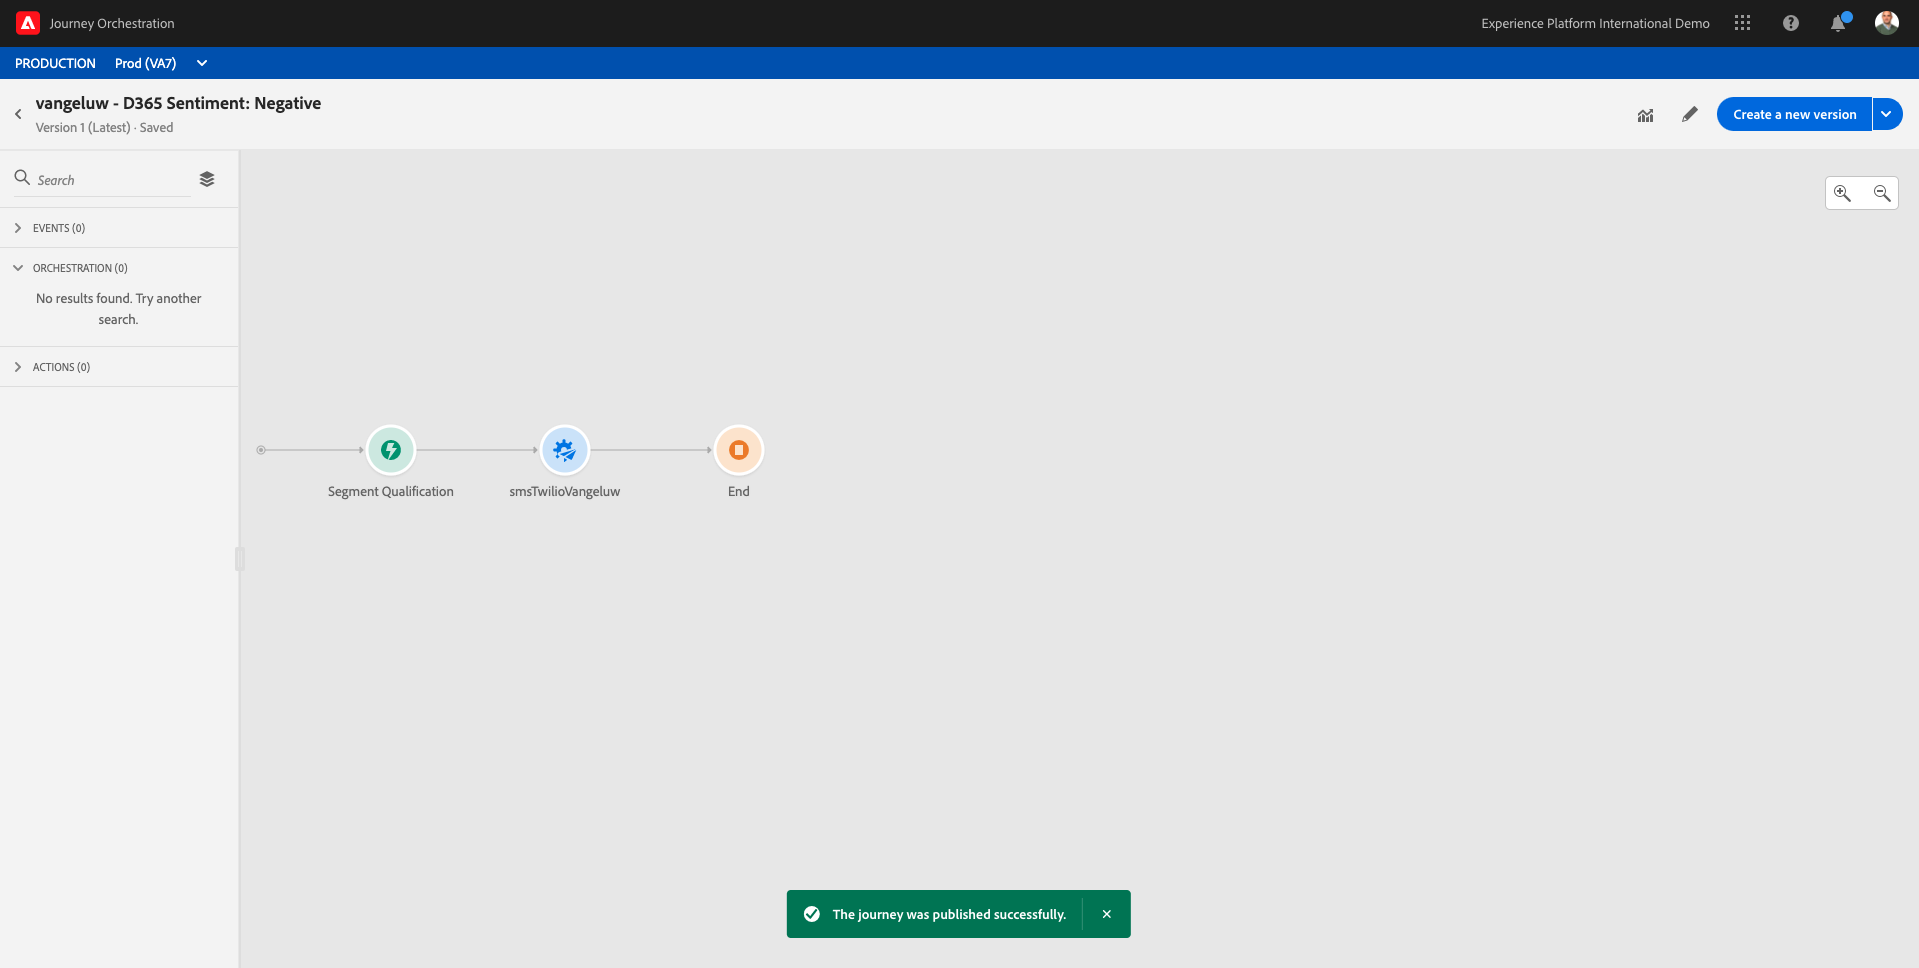 Journey Orchestration
Experience Platform International Demo
PRODUCTION Prod (VA7)
vangeluw - D365 Sentiment: Negative
Version 1 (Latest) · Saved
Create a new version
Search
EVENTS (0)
ORCHESTRATION (0)
No results found. Try another
search.
ACTIONS (0)
Segment Qualification
smsTwilioVangeluw
End
The journey was published successfully.